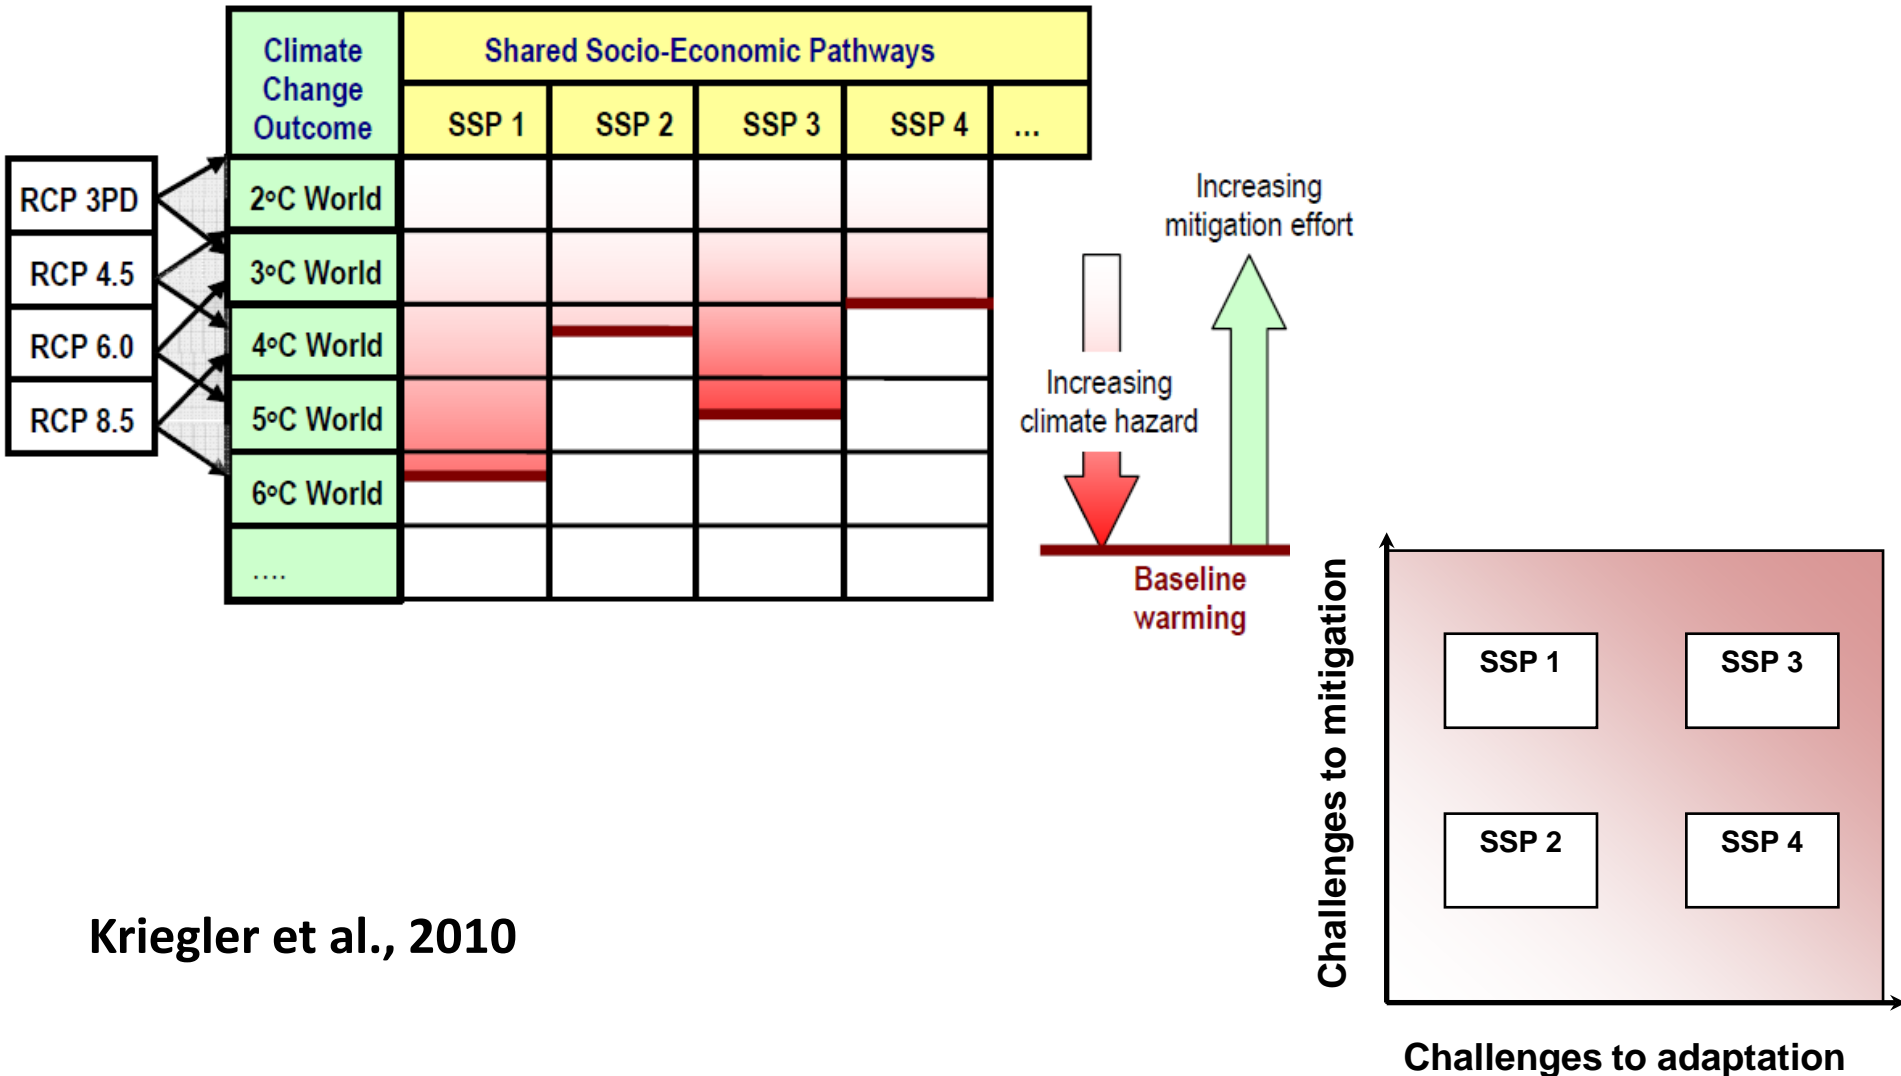 Climate
Change
Outcome
Shared Socio-Economic Pathways
SSP 1
SSP 2
SSP 3
SSP 4
...
RCP 3PD
RCP 4.5
RCP 6.0
RCP 8.5
2°C World
3°C World
4°C World
5°C World
6°C World
....
Increasing
mitigation effort
Increasing
climate hazard
Baseline
warming
Challenges to mitigation
SSP 1
SSP 3
SSP 2
SSP 4
Challenges to adaptation
Kriegler et al., 2010